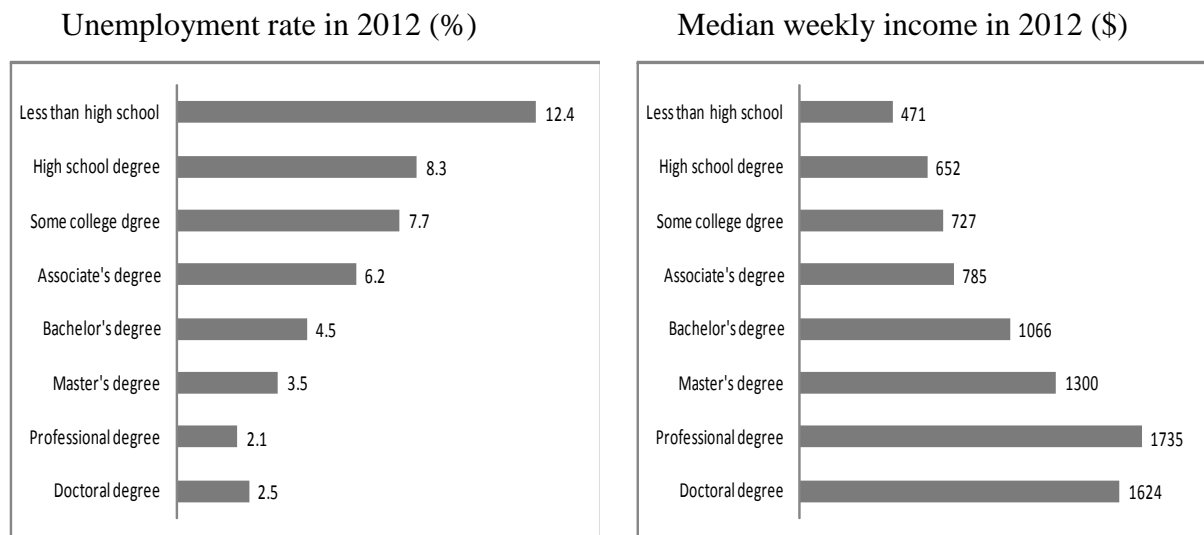 Unemployment rate in 2012 (%)
Less than high school 12.4
High school degree 8.3
Some college dgree 7.7
Associate's degree 6.2
Bachelor's degree 4.5
Master's degree 3.5
Professional degree 2.1
Doctoral degree 2.5
Median weekly income in 2012 ($)
Less than high school 471
High school degree 652
Some college dgree 727
Associate's degree 785
Bachelor's degree 1066
Master's degree 1300
Professional degree 1735
Doctoral degree 1624